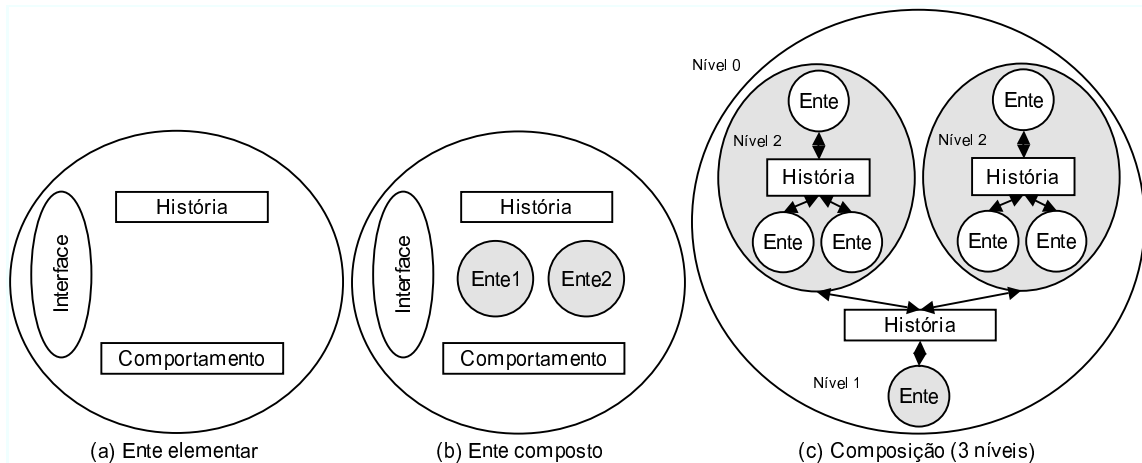 Interface
História
Comportamento
(a) Ente elementar
Interface
História
Ente1 Ente2
Comportamento
(b) Ente composto
Nível 0
Ente
Nível 2
História
Ente Ente
Ente
Nível 2
História
Ente Ente
História
Nível 1
Ente
(c) Composição (3 níveis)